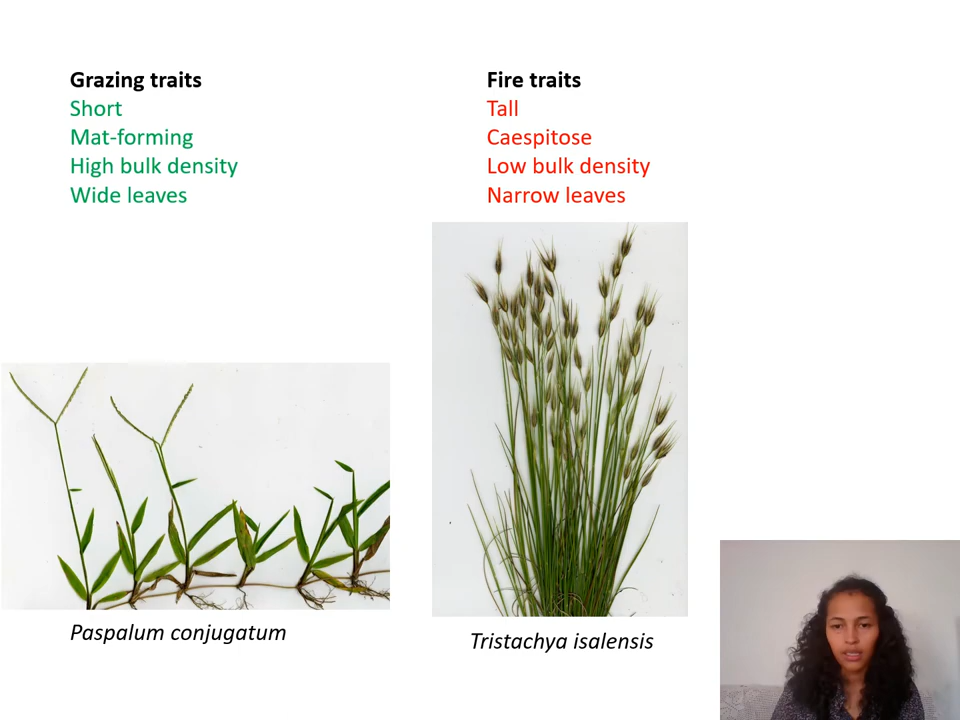 Grazing traits
Short
Mat-forming
High bulk density
Wide leaves
Fire traits
Tall
Caespitose
Low bulk density
Narrow leaves
Paspalum conjugatum
Tristachya isalensis